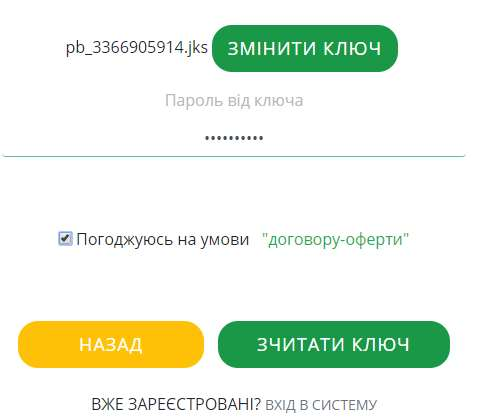 pb_3366905914.jks ЗМІНИТИ КЛЮЧ
Пароль від ключа
••••••••••
Погоджуюсь на умови "договору-оферти"
НАЗАД ЗЧИТАТИ КЛЮЧ
ВЖЕ ЗАРЕЄСТРОВАНІ? ВХІД В СИСТЕМУ